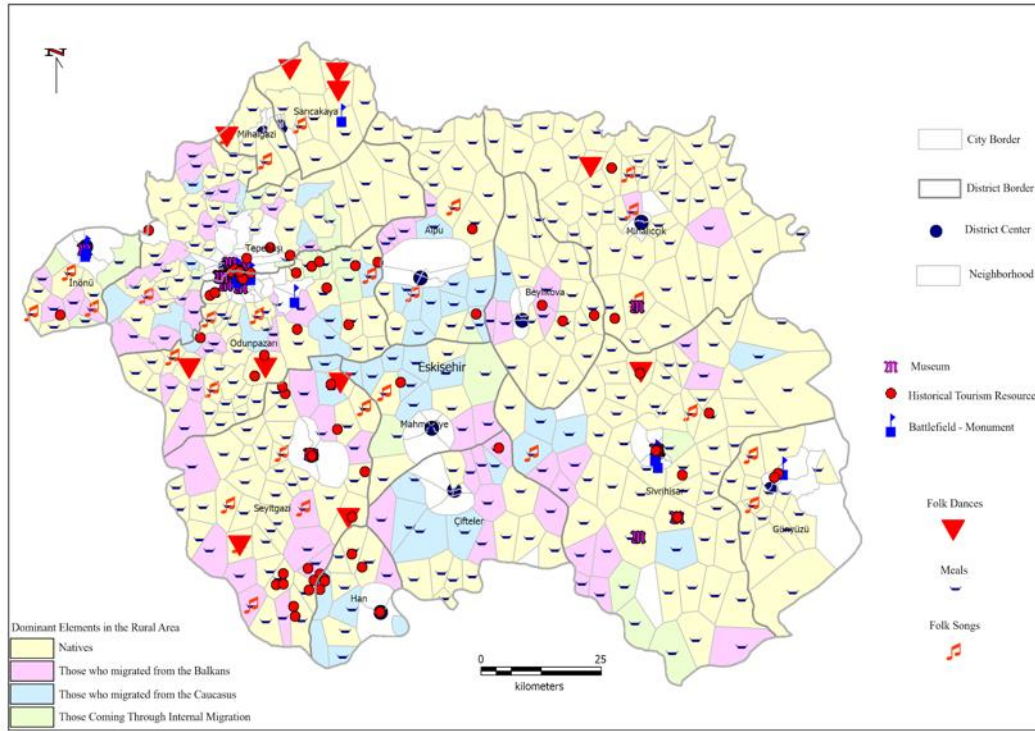 N
Sarıcakaya
Mihalgazi
Alpu
Mihalıççık
Tepebaşı
İnönü
Beylikova
Odunpazarı
Eskişehir
Mahmudiye
Sivrihisar
Seyitgazi
Çifteler
Günyüzü
Han
City Border
District Border
District Center
Neighborhood
Museum
Historical Tourism Resource
Battlefield - Monument
Folk Dances
Meals
Folk Songs
Dominant Elements in the Rural Area
Natives
Those who migrated from the Balkans
Those who migrated from the Caucasus
Those Coming Through Internal Migration
0 25
kilometers